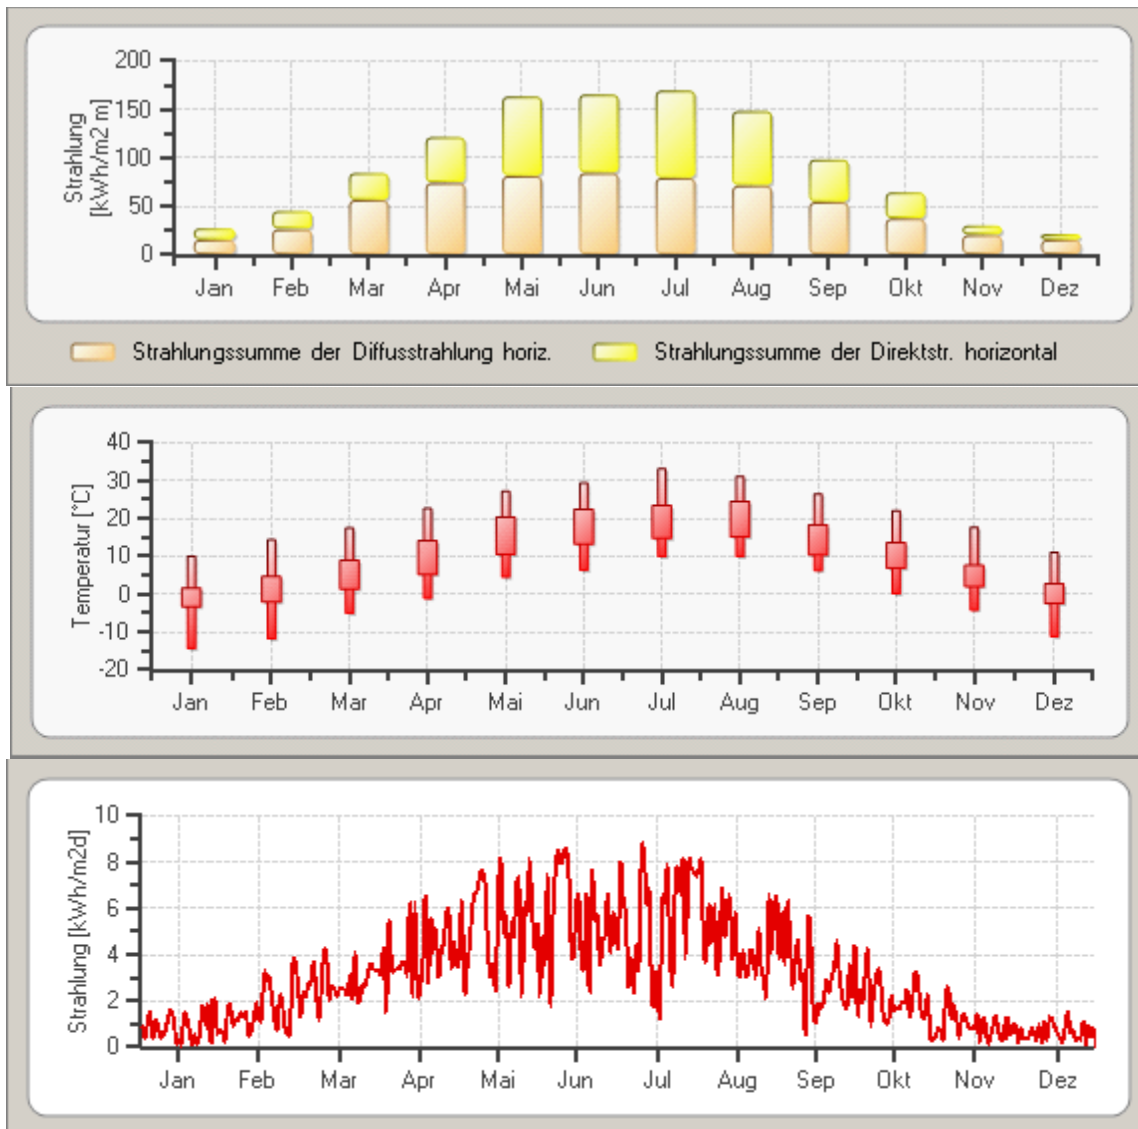 200
150
100
50
0
Strahlung
[kWh/m2 m]
Jan Feb Mar Apr Mai Jun Jul Aug Sep Okt Nov Dez
Strahlungssumme der Diffusstrahlung horiz. Strahlungssumme der Direktstr. horizontal
40
30
20
10
0
-10
-20
Temperatur [°C]
Jan Feb Mar Apr Mai Jun Jul Aug Sep Okt Nov Dez
10
8
6
4
2
0
Strahlung [kWh/m2d]
Jan Feb Mar Apr Mai Jun Jul Aug Sep Okt Nov Dez